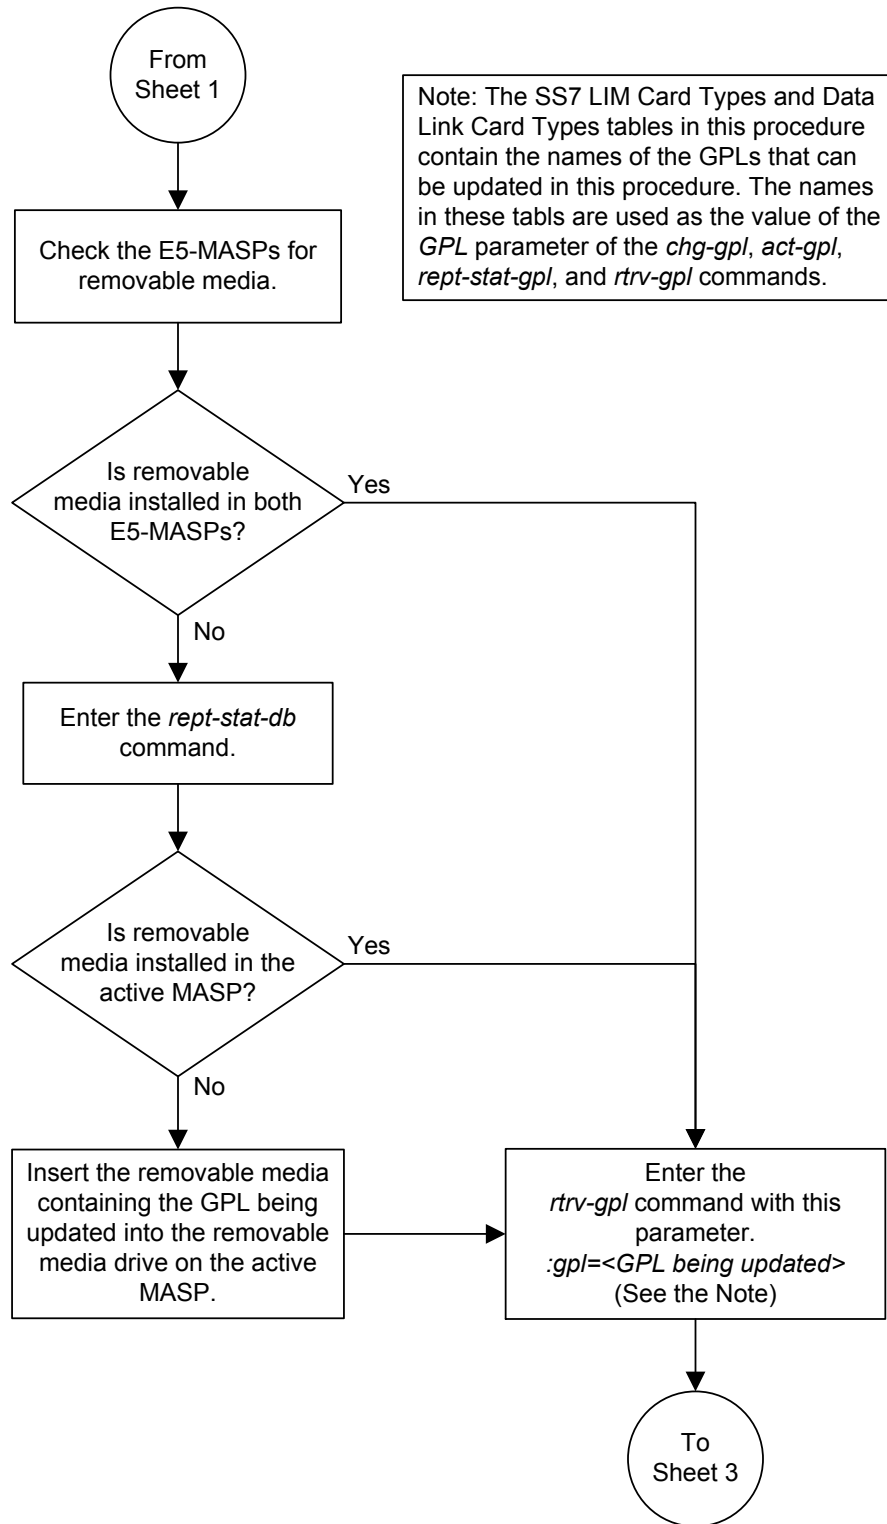 From
Sheet 1
Note: The SS7 LIM Card Types and Data
Link Card Types tables in this procedure
contain the names of the GPLs that can
be updated in this procedure. The names
in these tabls are used as the value of the
GPL parameter of the chg-gpl, act-gpl,
rept-stat-gpl, and rtrv-gpl commands.
Check the E5-MASPs for
removable media.
Is removable
media installed in both
E5-MASPs?
Yes
No
Enter the rept-stat-db
command.
Is removable
media installed in the
active MASP?
Yes
No
Insert the removable media
containing the GPL being
updated into the removable
media drive on the active
MASP.
Enter the
rtrv-gpl command with this
parameter.
:gpl=<GPL being updated>
(See the Note)
To
Sheet 3